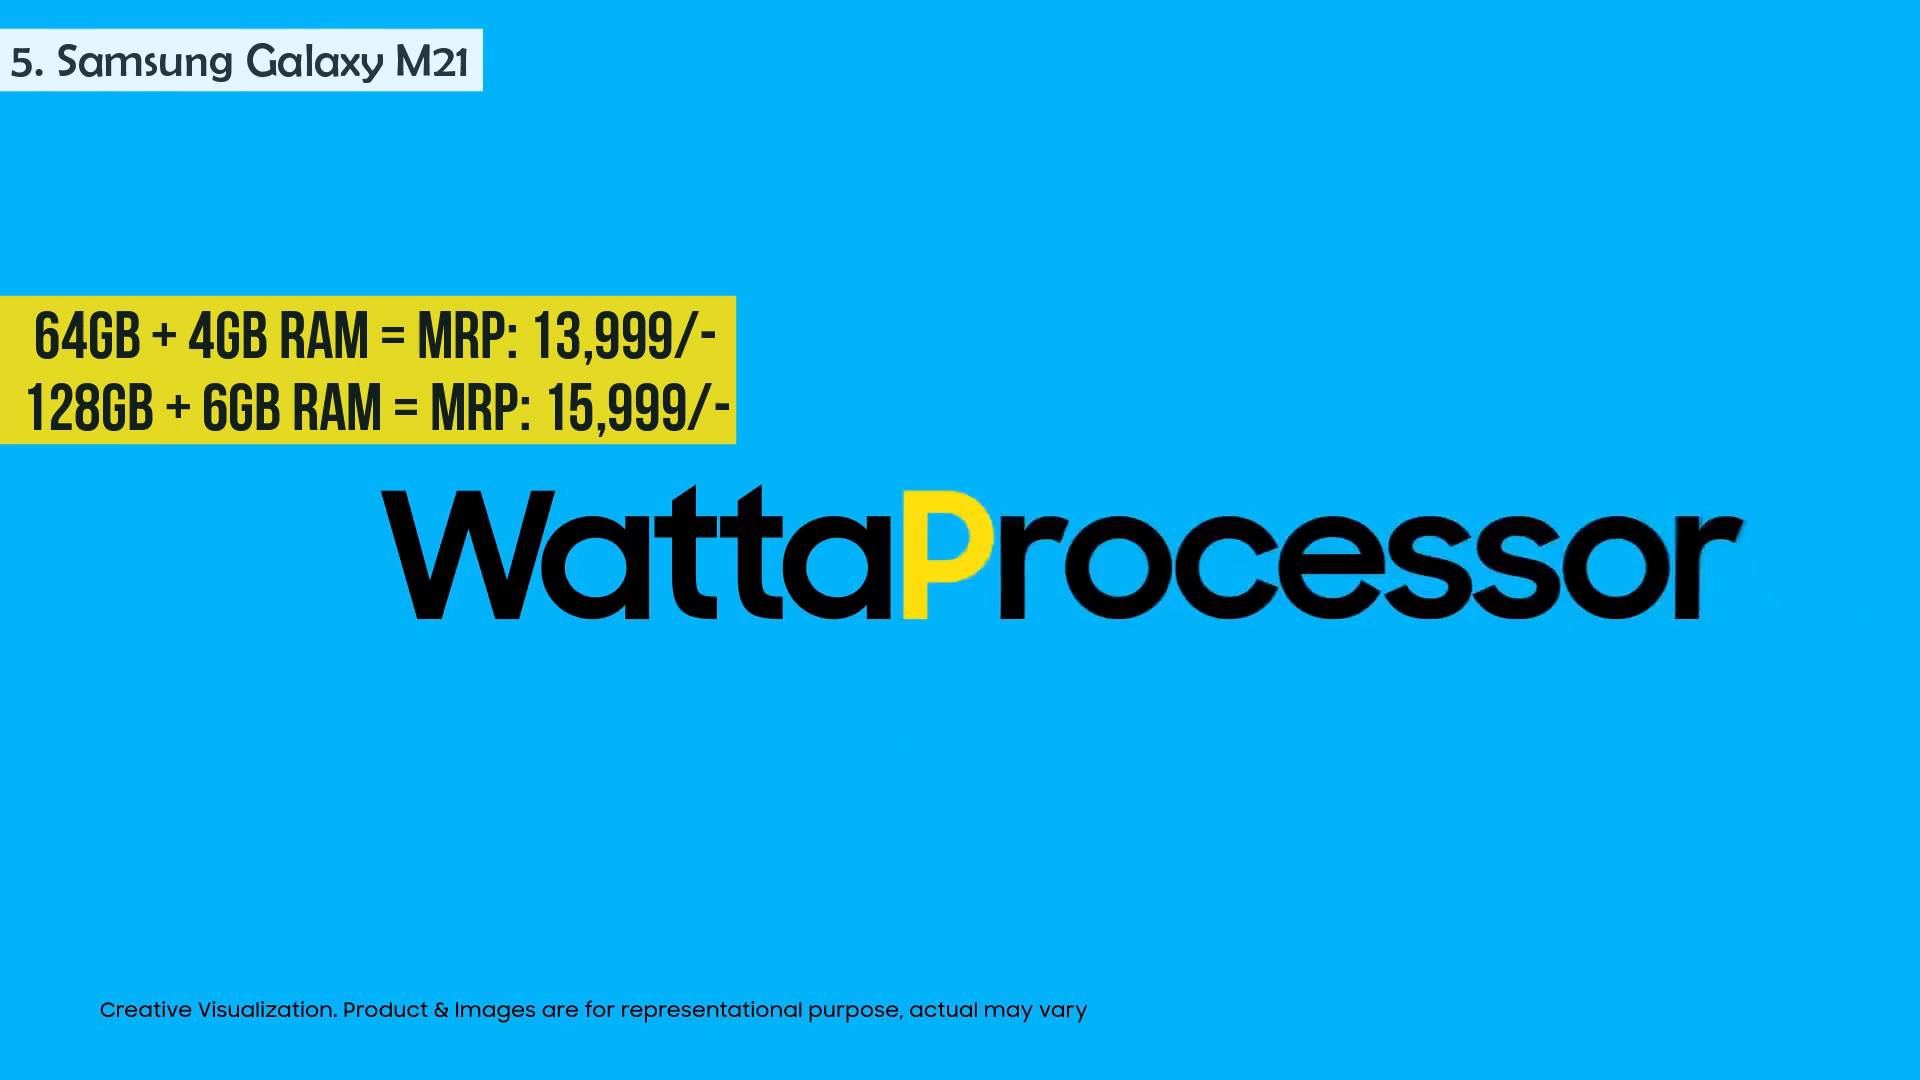 5. Samsung Galaxy M21
64GB + 4GB RAM = MRP: 13,999/-
128GB + 6GB RAM = MRP: 15,999/-
WattaProcessor
Creative Visualization. Product & Images are for representational purpose, actual may vary